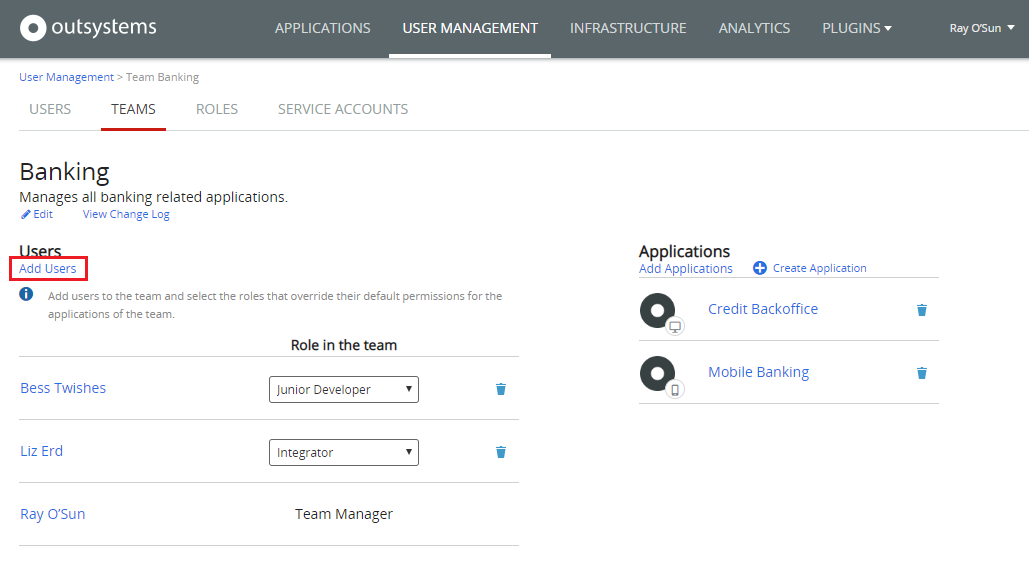 outsystems
APPLICATIONS
USER MANAGEMENT
INFRASTRUCTURE
ANALYTICS
PLUGINS
Ray O'Sun
User Management > Team Banking
USERS
TEAMS
ROLES
SERVICE ACCOUNTS
Banking
Manages all banking related applications.
Edit
View Change Log
Users
Add Users
Add users to the team and select the roles that override their default permissions for the
applications of the team.
Role in the team
Bess Twishes
Junior Developer
Liz Erd
Integrator
Ray O'Sun
Team Manager
Applications
Add Applications
Create Application
Credit Backoffice
Mobile Banking